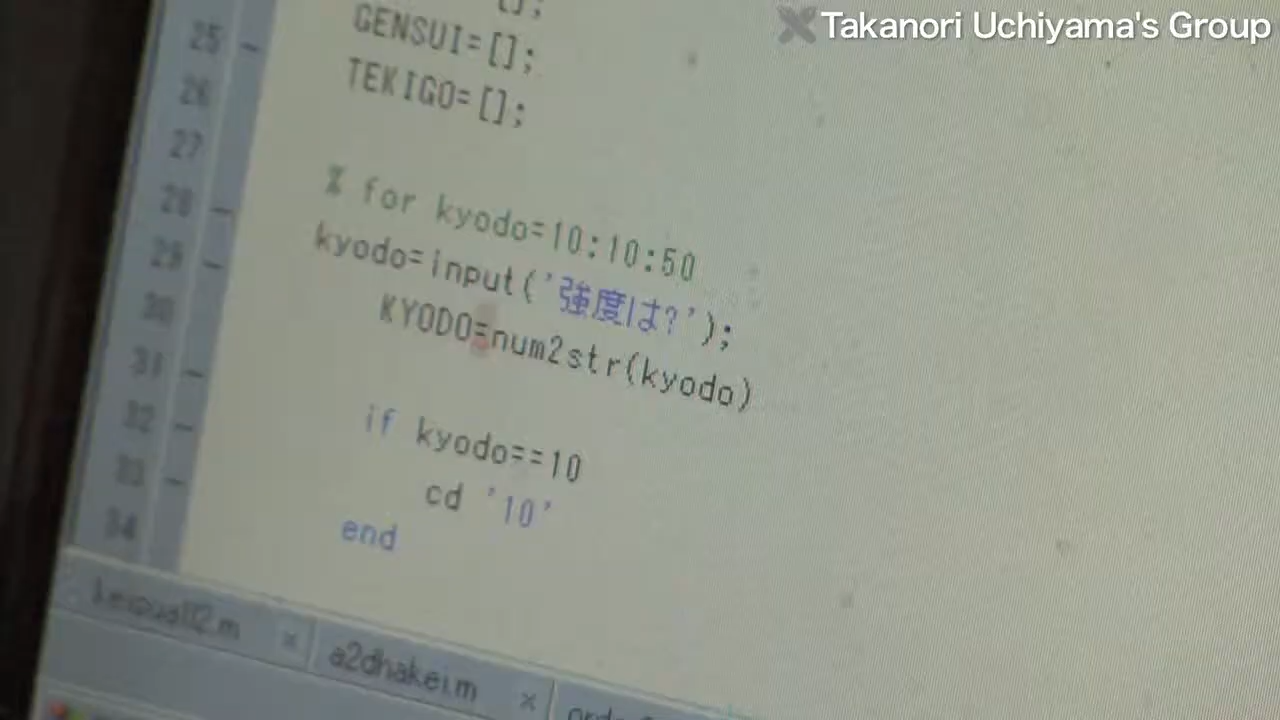 Takanori Uchiyama's Group
[];
25 GENSUI=[];
26 TEKIGO=[];
27
28 % for kyodo=10:10:50
29 kyodo=input('強度は?');
30 KYODO=num2str(kyodo)
31
32 if kyodo==10
33 cd '10'
34 end
a2dhakei.m